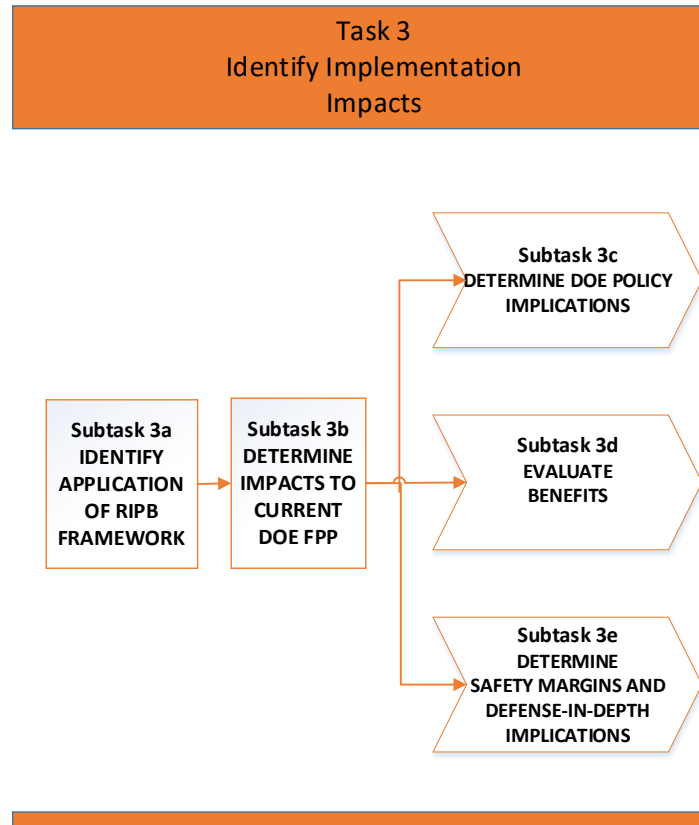 Task 3
Identify Implementation
Impacts
Subtask 3a
IDENTIFY
APPLICATION
OF RIPB
FRAMEWORK
Subtask 3b
DETERMINE
IMPACTS TO
CURRENT
DOE FPP
Subtask 3c
DETERMINE DOE POLICY
IMPLICATIONS
Subtask 3d
EVALUATE
BENEFITS
Subtask 3e
DETERMINE
SAFETY MARGINS AND
DEFENSE-IN-DEPTH
IMPLICATIONS